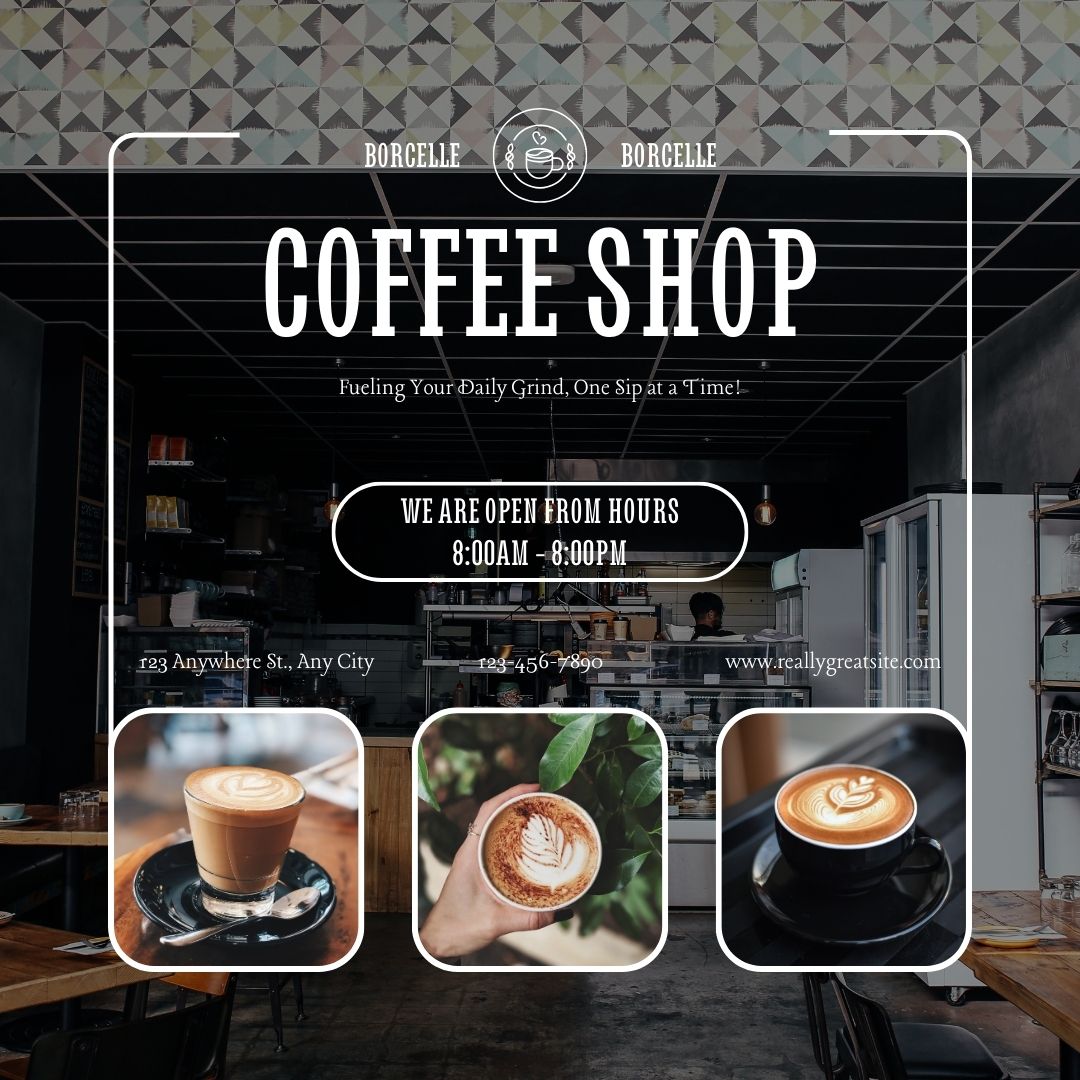 BORCELLE BORCELLE
COFFEE SHOP
Fueling Your Daily Grind, One Sip at a Time!
WE ARE OPEN FROM HOURS
8:00AM - 8:00PM
123 Anywhere St., Any City 123-456-7890 www.reallygreatsite.com